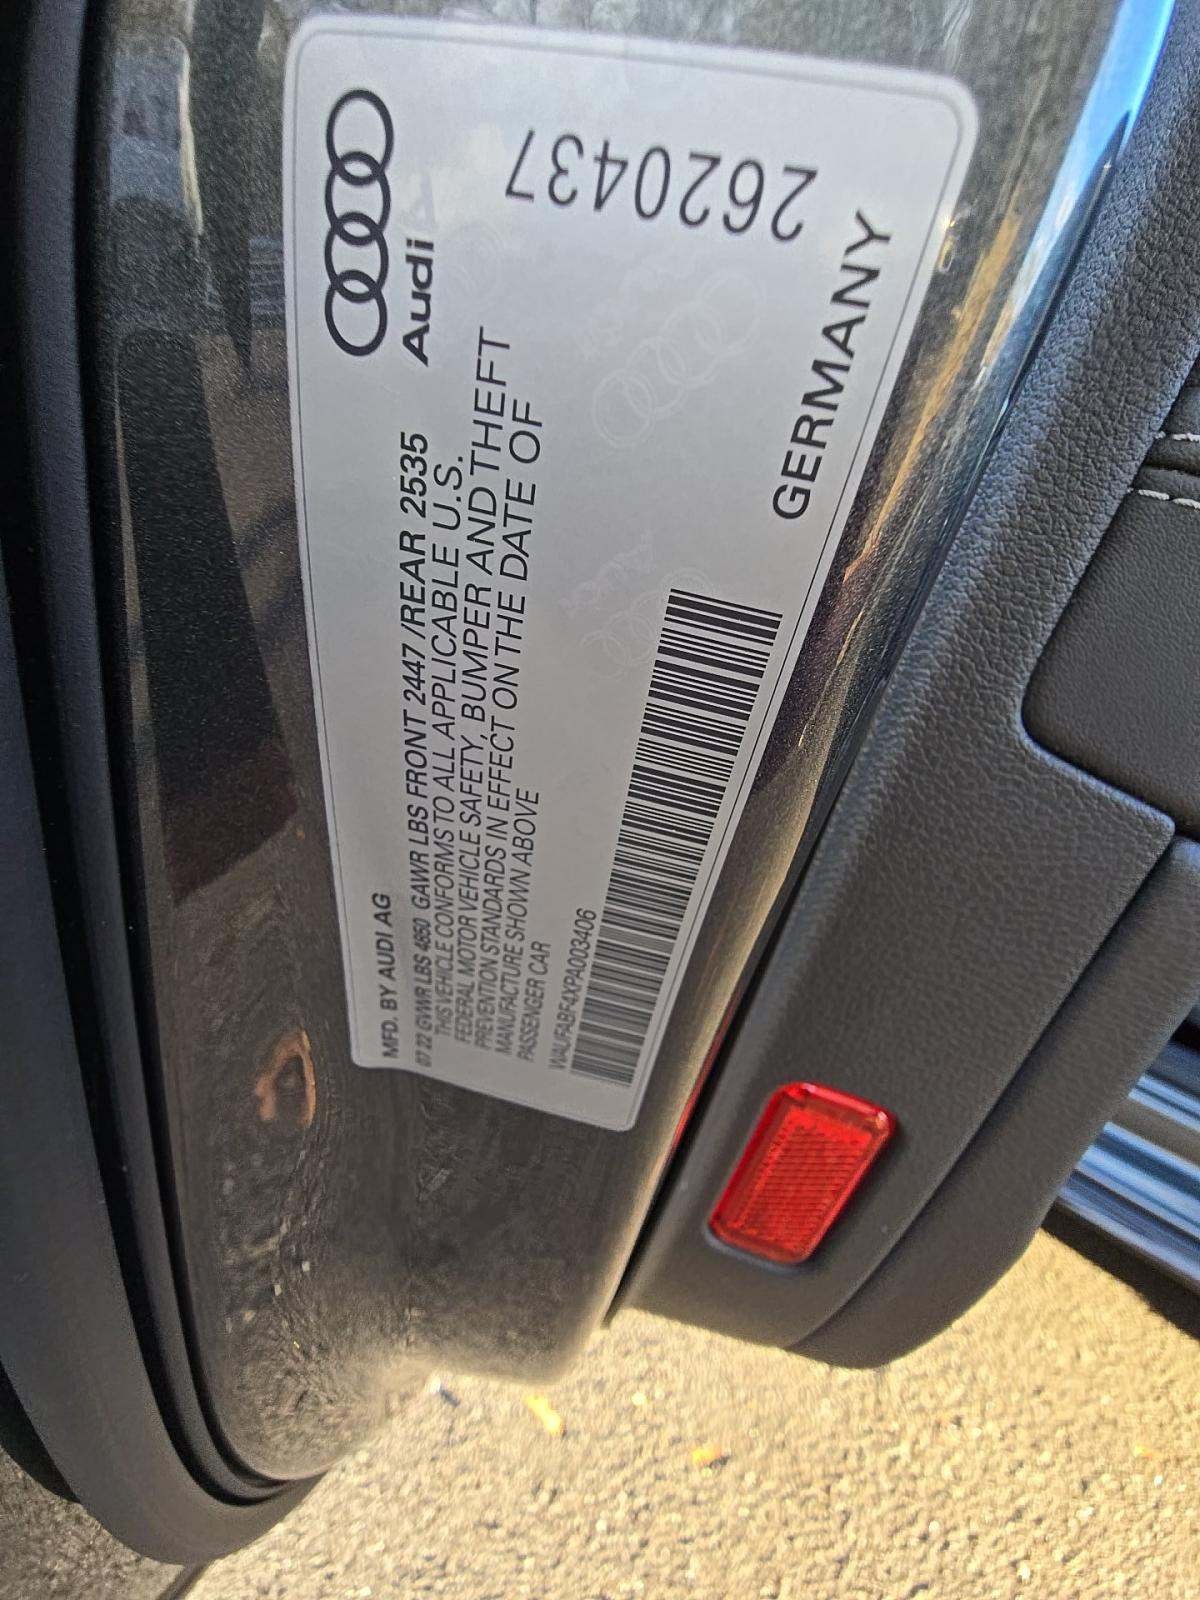 Audi
MFD. BY AUDI AG
07 22 GVWR LBS 4860 GAWR LBS FRONT 2447 /REAR 2535
THIS VEHICLE CONFORMS TO ALL APPLICABLE U.S.
FEDERAL MOTOR VEHICLE SAFETY, BUMPER AND THEFT
PREVENTION STANDARDS IN EFFECT ON THE DATE OF
MANUFACTURE SHOWN ABOVE
PASSENGER CAR
WAUFABF4XPA003406
GERMANY
2620437